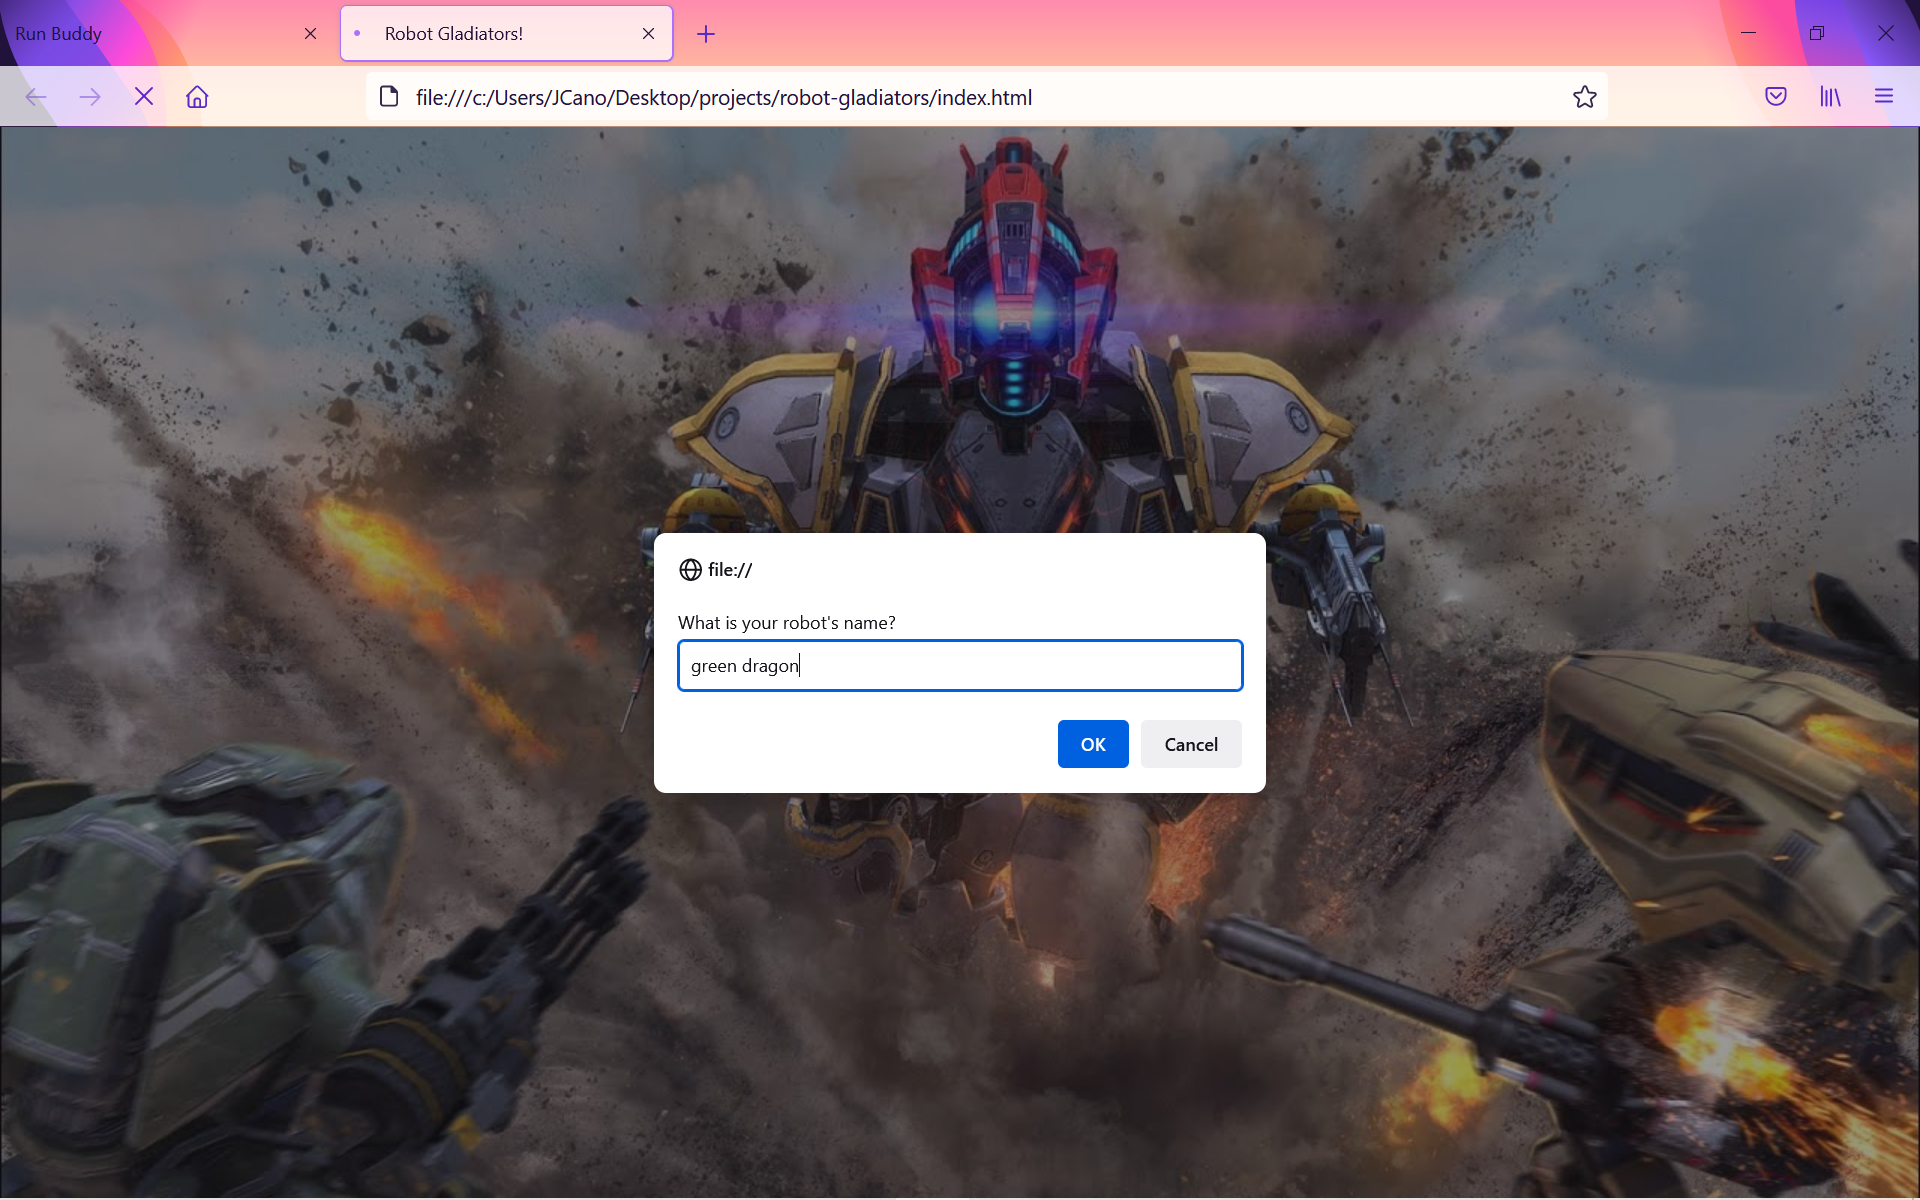 Run Buddy
Robot Gladiators!
file:///c:/Users/JCano/Desktop/projects/robot-gladiators/index.html
file://
What is your robot's name?
green dragon
OK
Cancel